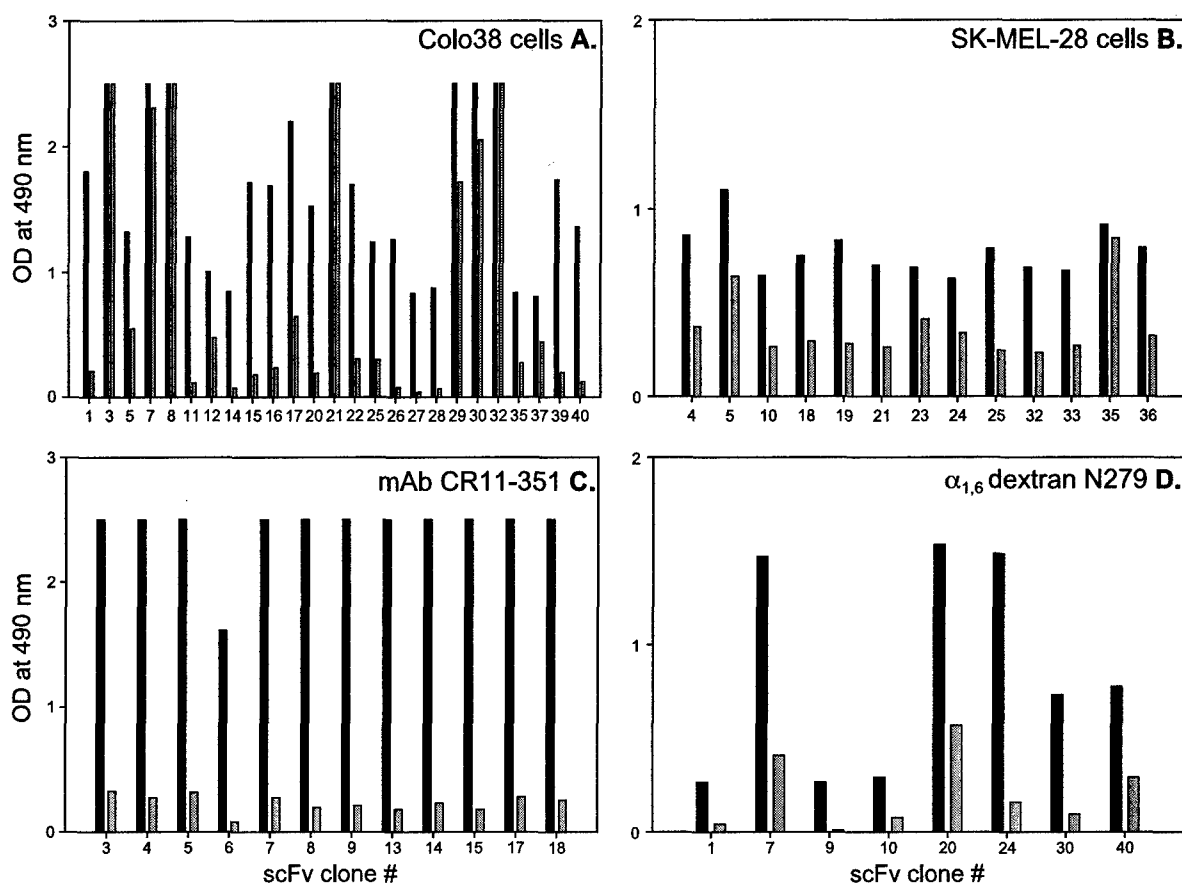 Colo38 cells A.
3
2
1
0
OD at 490 nm
1 3 5 7 8 11 12 14 15 16 17 20 21 22 25 26 27 28 29 30 32 35 37 39 40
SK-MEL-28 cells B.
2
1
0
4 5 10 18 19 21 23 24 25 32 33 35 36
mAb CR11-351 C.
3
2
1
0
OD at 490 nm
3 4 5 6 7 8 9 13 14 15 17 18
scFv clone #
α1,6 dextran N279 D.
2
1
0
1 7 9 10 20 24 30 40
scFv clone #